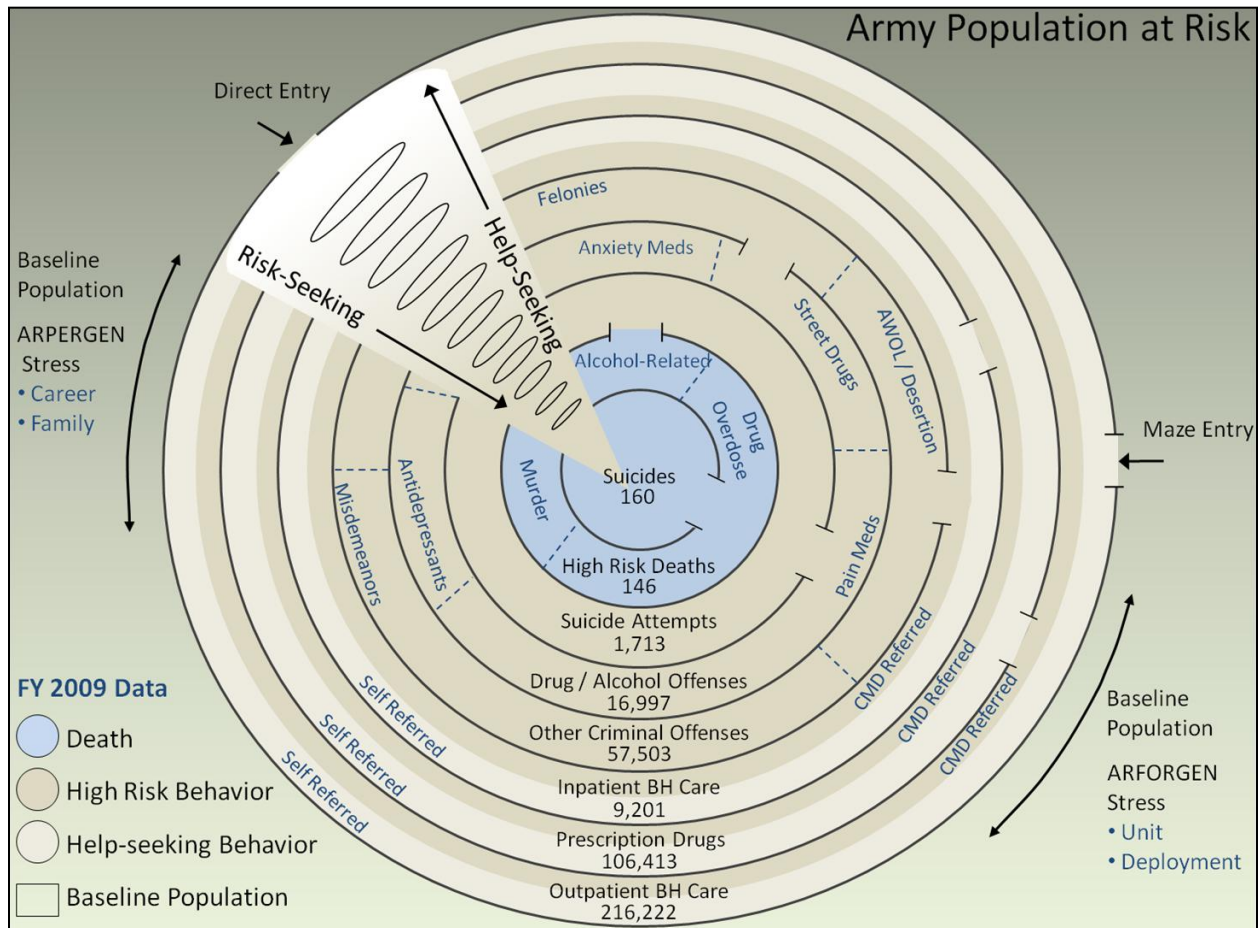 Army Population at Risk
Direct Entry
Felonies
Anxiety Meds
Help-Seeking
Risk-Seeking
Baseline
Population
ARPERGEN
Stress
• Career
• Family
Street Drugs
AWOL / Desertion
Alcohol-Related
Drug
Overdose
Maze Entry
Suicides
160
Murder
Antidepressants
Misdemeanors
High Risk Deaths
146
Pain Meds
Suicide Attempts
1,713
Drug / Alcohol Offenses
16,997
Other Criminal Offenses
57,503
Inpatient BH Care
9,201
Prescription Drugs
106,413
Outpatient BH Care
216,222
Self Referred
Self Referred
Self Referred
CMD Referred
CMD Referred
CMD Referred
Baseline
Population
ARFORGEN
Stress
• Unit
• Deployment
FY 2009 Data
Death
High Risk Behavior
Help-seeking Behavior
Baseline Population